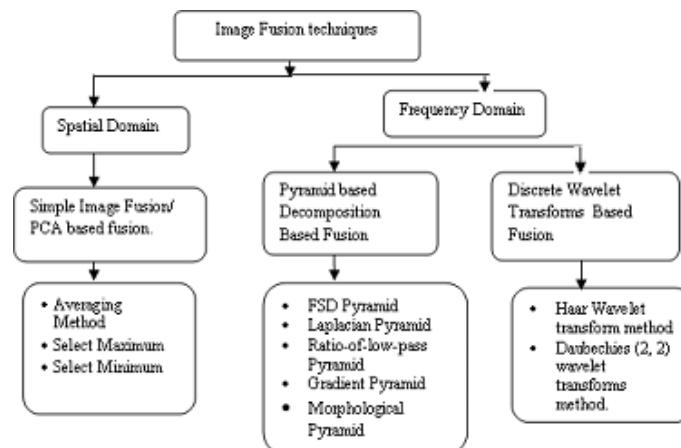 Image Fusion techniques
Spatial Domain
Frequency Domain
Simple Image Fusion/
PCA based fusion.
Pyramid based
Decomposition
Based Fusion
Discrete Wavelet
Transforms Based
Fusion
• Averaging
Method
• Select Maximum
• Select Minimum
• FSD Pyramid
• Laplacian Pyramid
• Ratio-of-low-pass
Pyramid
• Gradient Pyramid
• Morphological
Pyramid
• Haar Wavelet
transform method
• Daubechies (2, 2)
wavelet
transforms
method.